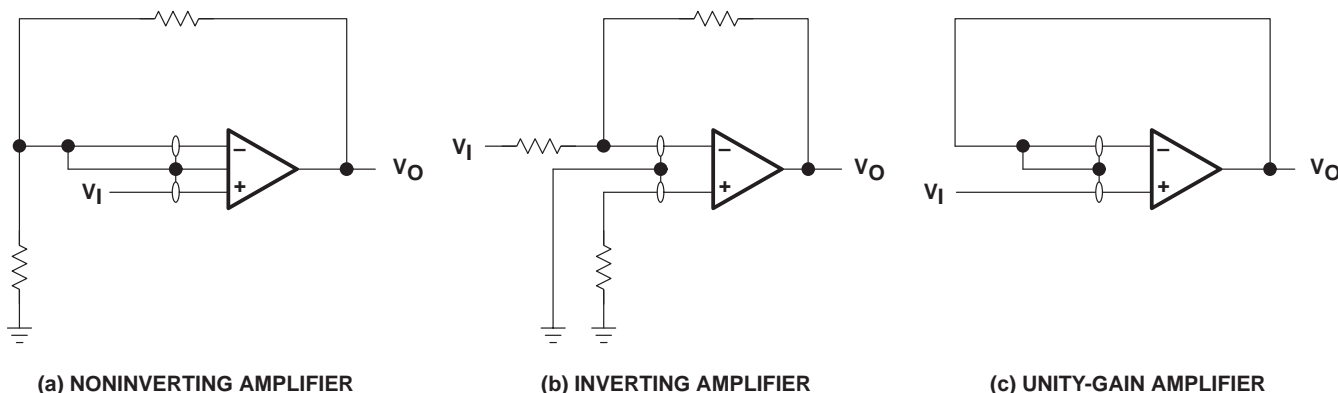 V_I
−
+
V_O
(a) NONINVERTING AMPLIFIER
V_I
−
+
V_O
(b) INVERTING AMPLIFIER
V_I
−
+
V_O
(c) UNITY-GAIN AMPLIFIER